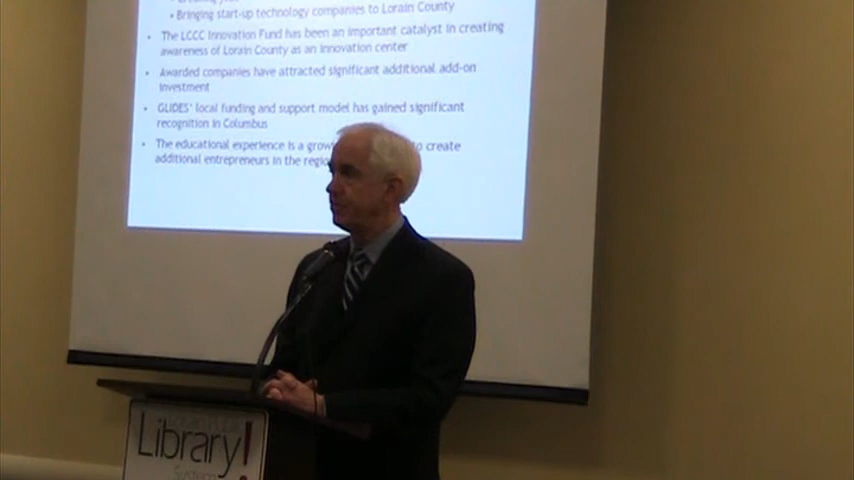 • Bringing start-up technology companies to Lorain County
• The LCCC Innovation Fund has been an important catalyst in creating
awareness of Lorain County as an innovation center
• Awarded companies have attracted significant additional add-on
investment
• GLIDES' local funding and support model has gained significant
recognition in Columbus
• The educational experience is a to create
additional entrepreneurs in the
Library!
System